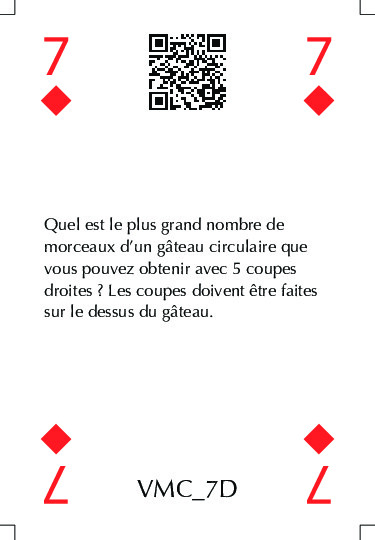 7
7
Quel est le plus grand nombre de
morceaux d’un gâteau circulaire que
vous pouvez obtenir avec 5 coupes
droites ? Les coupes doivent être faites
sur le dessus du gâteau.
7
VMC_7D
7